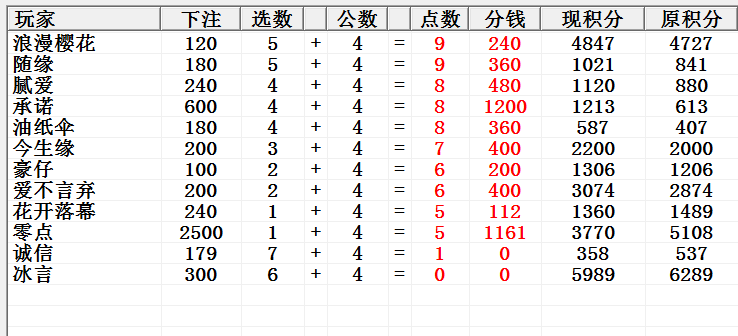 玩家 下注 选数 公数 点数 分钱 现积分 原积分
浪漫樱花 120 5 + 4 = 9 240 4847 4727
随缘 180 5 + 4 = 9 360 1021 841
腻爱 240 4 + 4 = 8 480 1120 880
承诺 600 4 + 4 = 8 1200 1213 613
油纸伞 180 4 + 4 = 8 360 587 407
今生缘 200 3 + 4 = 7 400 2200 2000
豪仔 100 2 + 4 = 6 200 1306 1206
爱不言弃 200 2 + 4 = 6 400 3074 2874
花开落幕 240 1 + 4 = 5 112 1360 1489
零点 2500 1 + 4 = 5 1161 3770 5108
诚信 179 7 + 4 = 1 0 358 537
冰言 300 6 + 4 = 0 0 5989 6289